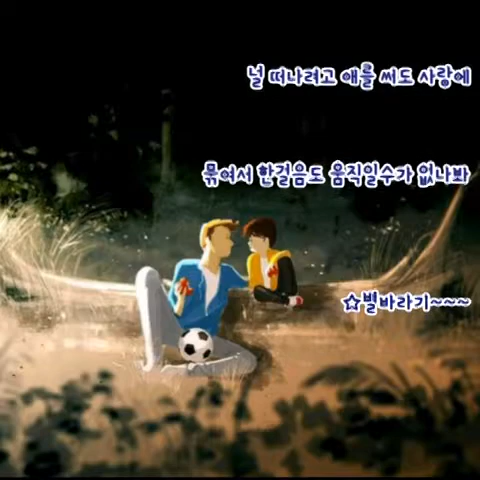 널 떠나려고 애를 써도 사랑에
묶여서 한걸음도 움직일수가 없나봐
☆별바라기~~~